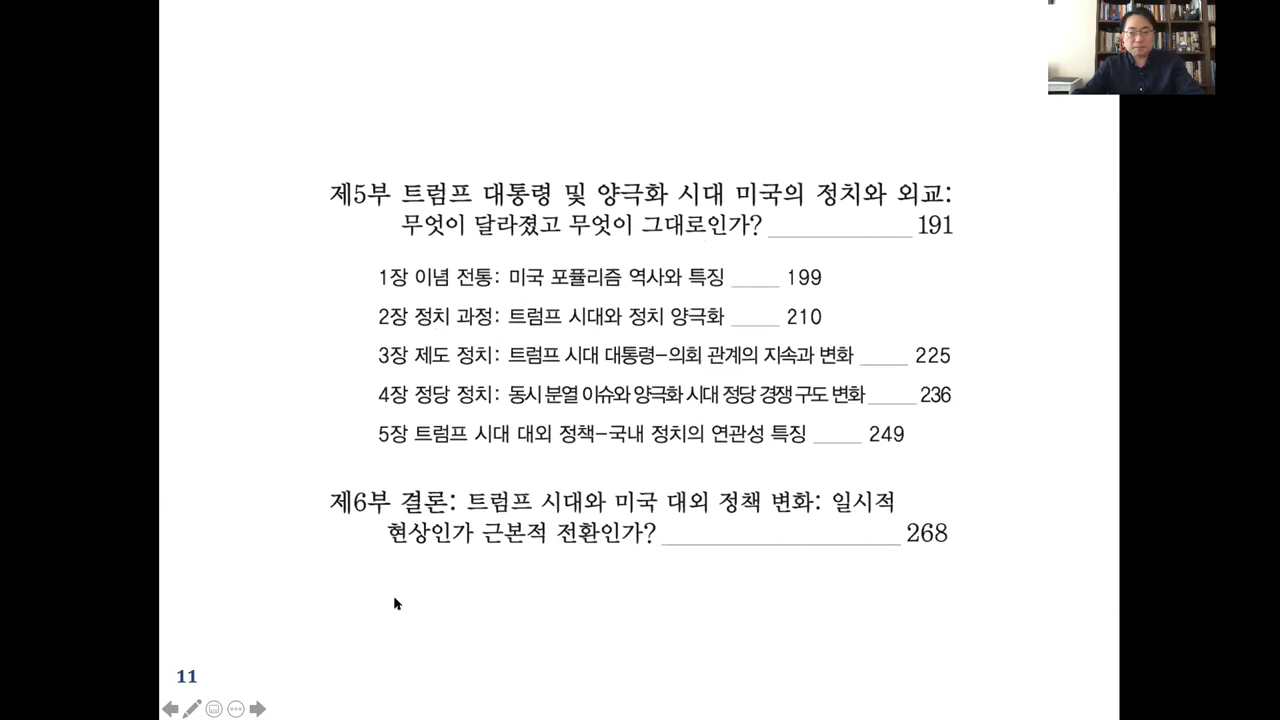 제5부 트럼프 대통령 및 양극화 시대 미국의 정치와 외교:
무엇이 달라졌고 무엇이 그대로인가? 191
1장 이념 전통: 미국 포퓰리즘 역사와 특징 199
2장 정치 과정: 트럼프 시대와 정치 양극화 210
3장 제도 정치: 트럼프 시대 대통령-의회 관계의 지속과 변화 225
4장 정당 정치: 동시 분열 이슈와 양극화 시대 정당 경쟁 구도 변화 236
5장 트럼프 시대 대외 정책-국내 정치의 연관성 특징 249
제6부 결론: 트럼프 시대와 미국 대외 정책 변화: 일시적
현상인가 근본적 전환인가? 268
11